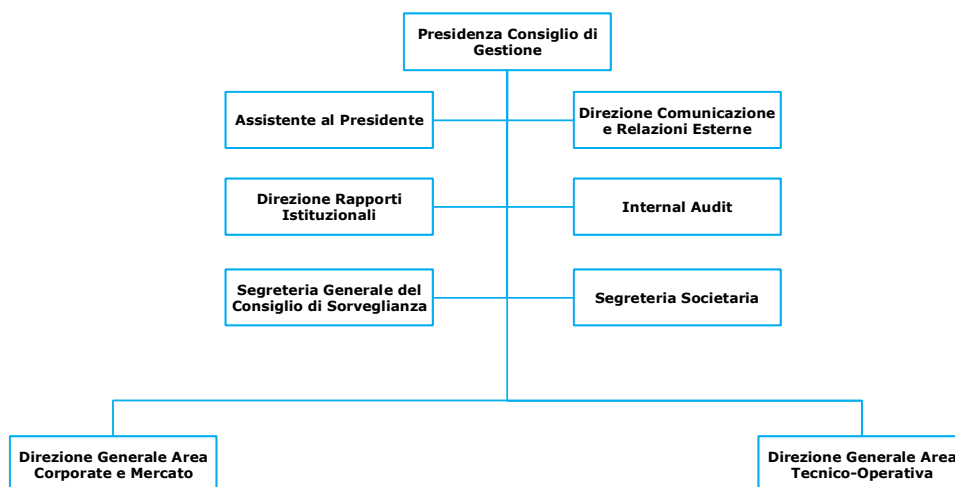 Presidenza Consiglio di
Gestione
Assistente al Presidente
Direzione Comunicazione
e Relazioni Esterne
Direzione Rapporti
Istituzionali
Internal Audit
Segreteria Generale del
Consiglio di Sorveglianza
Segreteria Societaria
Direzione Generale Area
Corporate e Mercato
Direzione Generale Area
Tecnico-Operativa